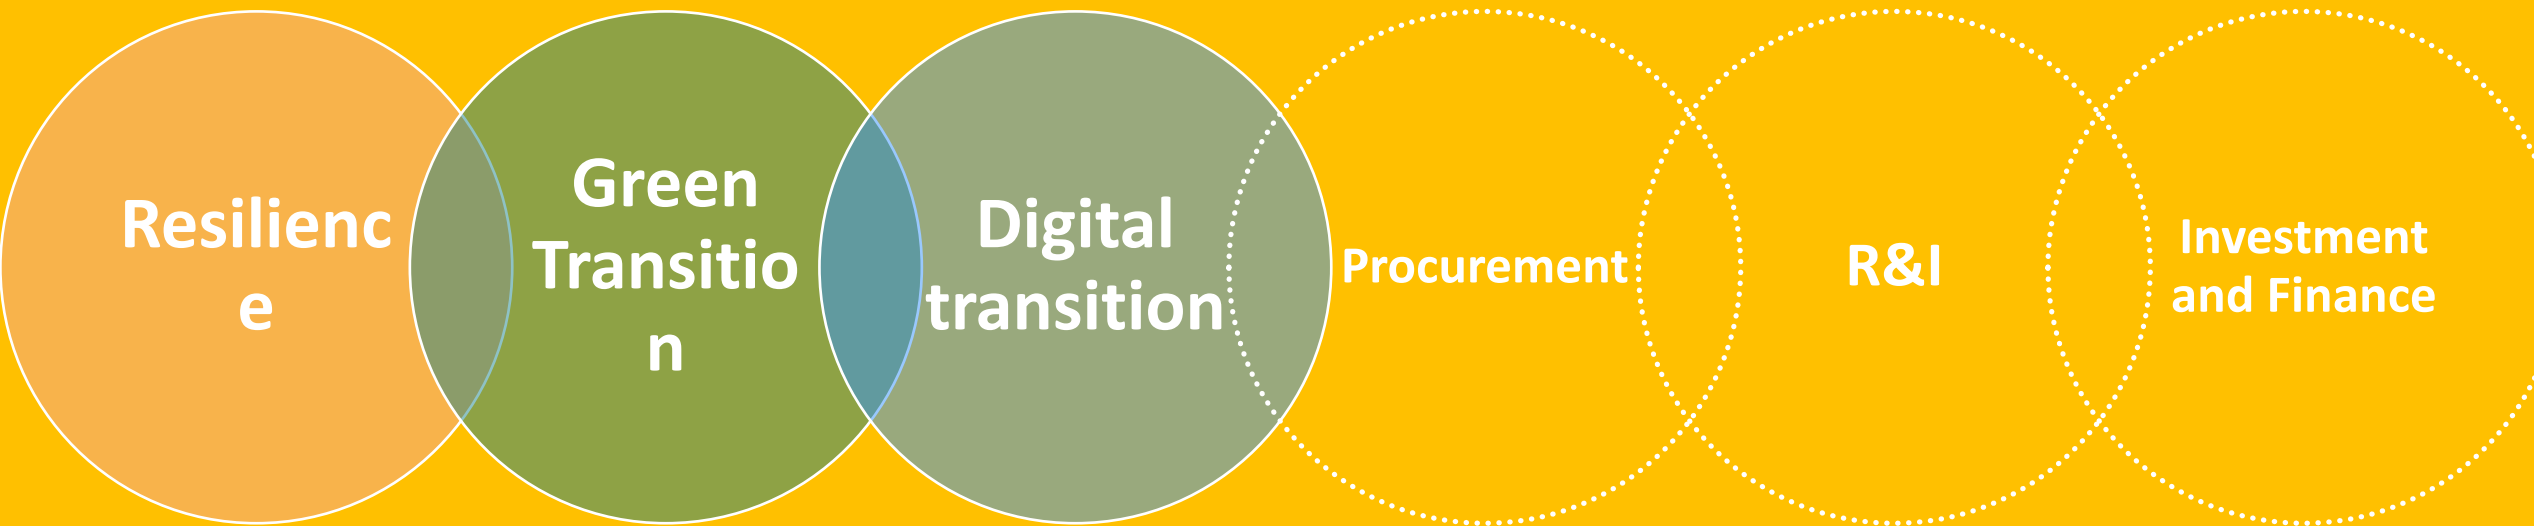 Resilienc
e
Green
Transitio
n
Digital
transition
Procurement
R&I
Investment
and Finance